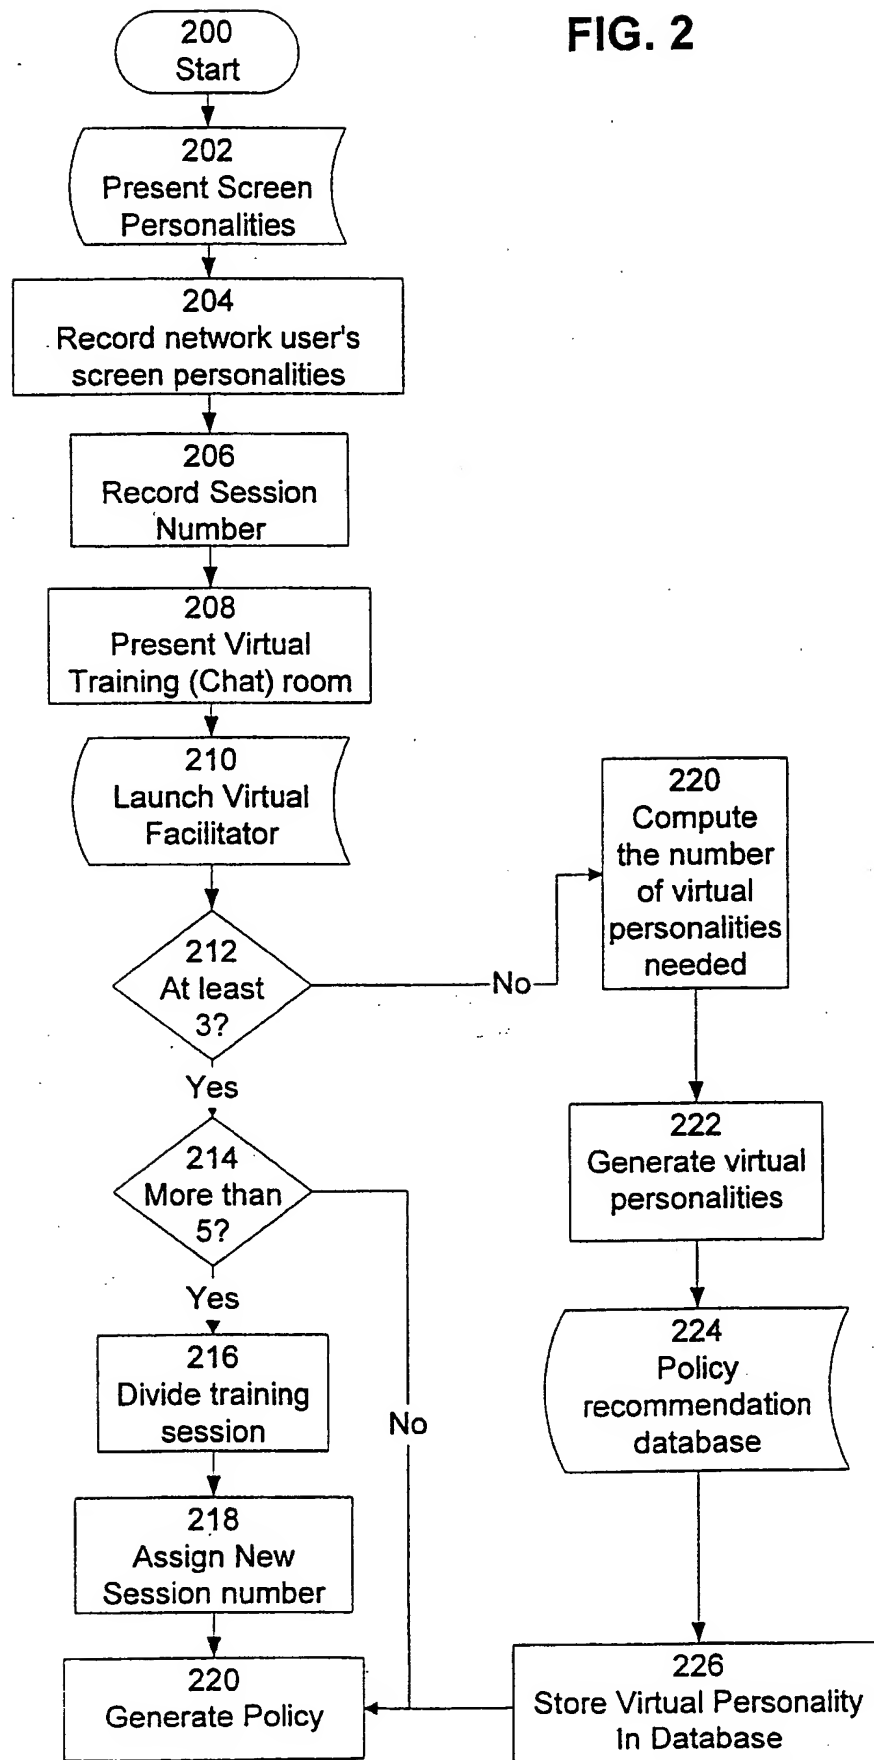 FIG. 2
200
Start
202
Present Screen
Personalities
204
Record network user's
screen personalities
206
Record Session
Number
208
Present Virtual
Training (Chat) room
210
Launch Virtual
Facilitator
212
At least
3?
No
Yes
214
More than
5?
No
Yes
216
Divide training
session
218
Assign New
Session number
220
Generate Policy
220
Compute
the number
of virtual
personalities
needed
222
Generate virtual
personalities
224
Policy
recommendation
database
226
Store Virtual Personality
In Database